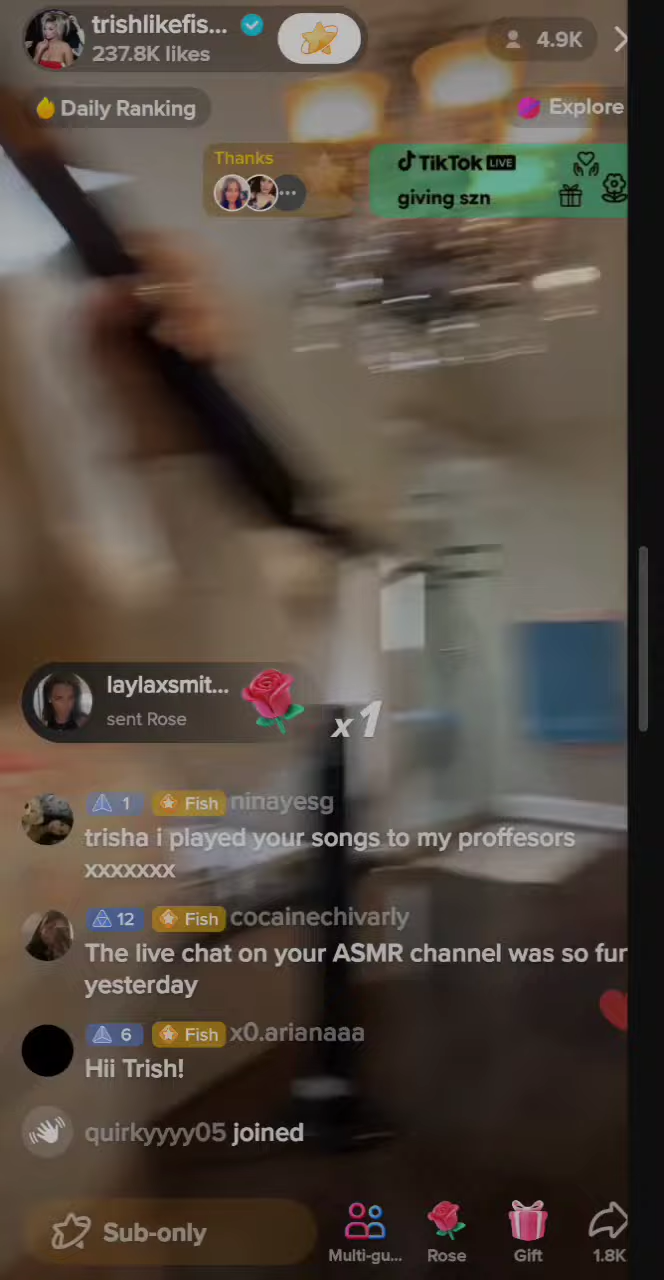 trishlikefis...
237.8K likes
4.9K
Daily Ranking
Explore
Thanks
TikTok LIVE
giving szn
laylaxsmit...
sent Rose
x1
1 Fish ninayesg
trisha i played your songs to my proffesors
xxxxxxx
12 Fish cocainechivarly
The live chat on your ASMR channel was so fun
yesterday
6 Fish x0.arianaaa
Hii Trish!
quirkyyyy05 joined
Sub-only
Multi-gu...
Rose
Gift
1.8K